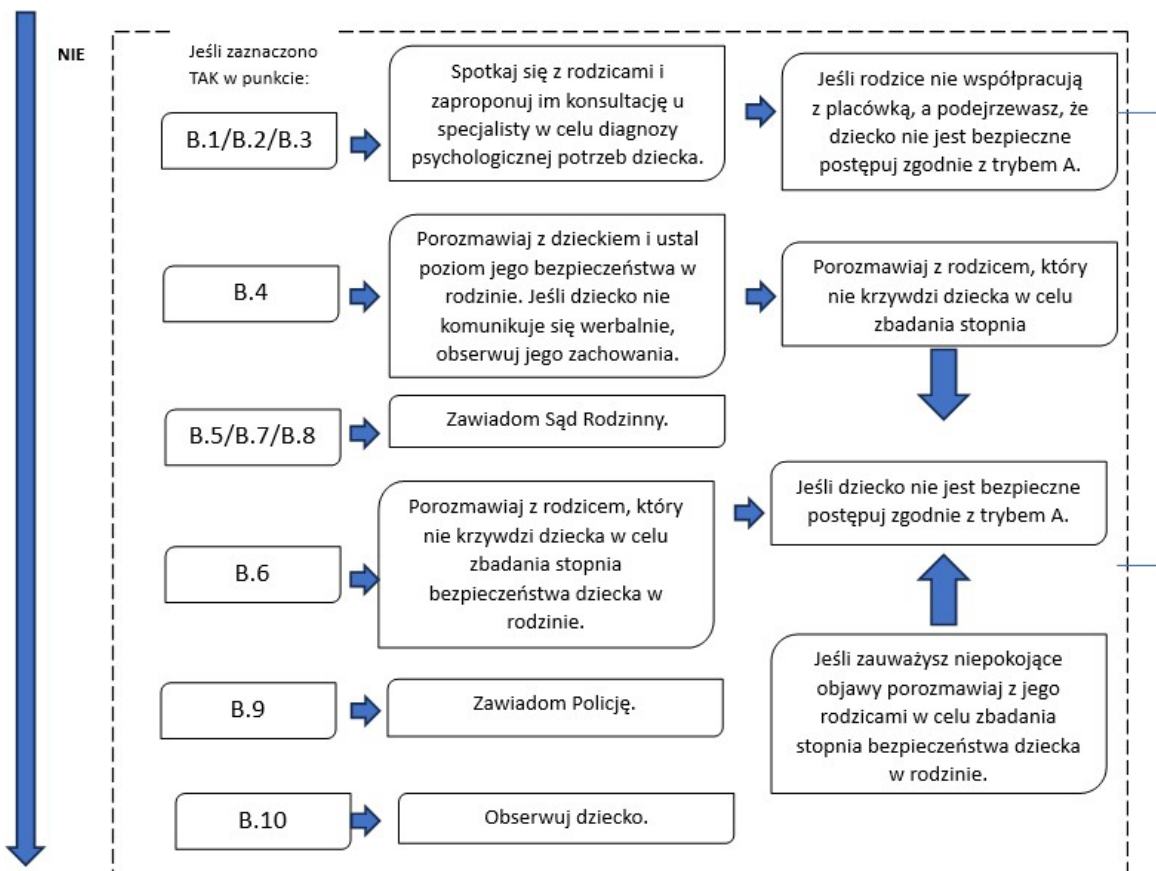 NIE
Jeśli zaznaczono
TAK w punkcie:
B.1/B.2/B.3
Spotkaj się z rodzicami i
zaproponuj im konsultację u
specjalisty w celu diagnozy
psychologicznej potrzeb dziecka.
Jeśli rodzice nie współpracują
z placówką, a podejrzewasz, że
dziecko nie jest bezpieczne
postępuj zgodnie z trybem A.
B.4
Porozmawiaj z dzieckiem i ustal
poziom jego bezpieczeństwa w
rodzinie. Jeśli dziecko nie
komunikuje się werbalnie,
obserwuj jego zachowania.
Porozmawiaj z rodzicem, który
nie krzywdzi dziecka w celu
zbadania stopnia
B.5/B.7/B.8
Zawiadom Sąd Rodzinny.
Jeśli dziecko nie jest bezpieczne
postępuj zgodnie z trybem A.
B.6
Porozmawiaj z rodzicem, który
nie krzywdzi dziecka w celu
zbadania stopnia
bezpieczeństwa dziecka w
rodzinie.
Jeśli zauważysz niepokojące
objawy porozmawiaj z jego
rodzicami w celu zbadania
stopnia bezpieczeństwa dziecka
w rodzinie.
B.9
Zawiadom Policję.
B.10
Obserwuj dziecko.